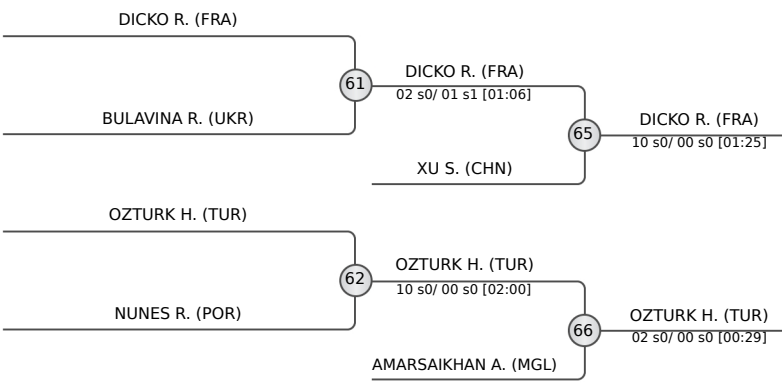 DICKO R. (FRA)
61
DICKO R. (FRA)
02 s0/ 01 s1 [01:06]
BULAVINA R. (UKR)
65
DICKO R. (FRA)
10 s0/ 00 s0 [01:25]
XU S. (CHN)
OZTURK H. (TUR)
62
OZTURK H. (TUR)
10 s0/ 00 s0 [02:00]
NUNES R. (POR)
66
OZTURK H. (TUR)
02 s0/ 00 s0 [00:29]
AMARSAIKHAN A. (MGL)